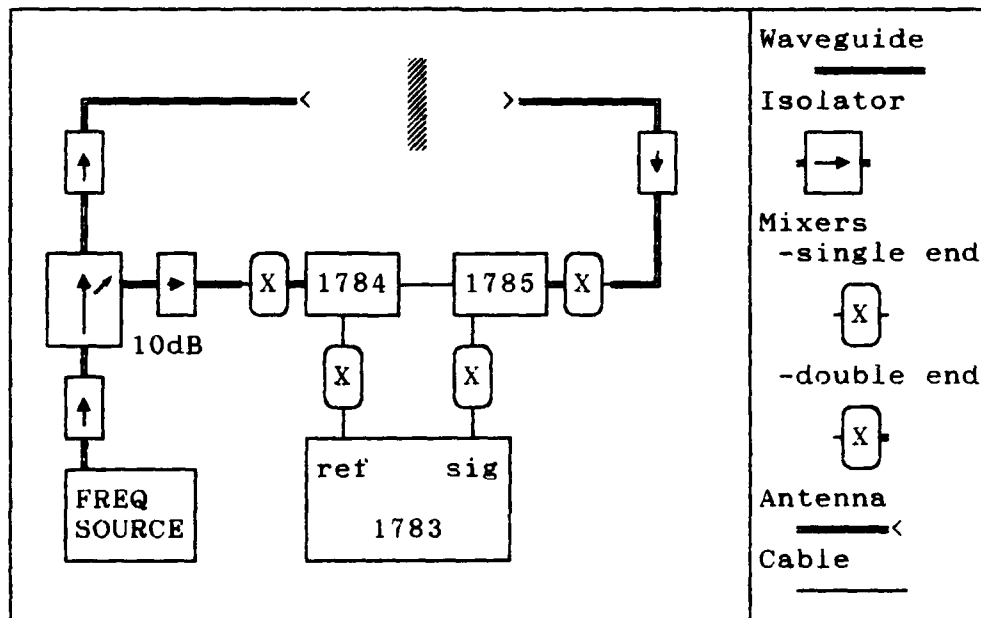 X
1784
1785
X
10dB
X
X
ref
sig
1783
FREQ
SOURCE
Waveguide
Isolator
Mixers
-single end
X
-double end
X
Antenna
Cable